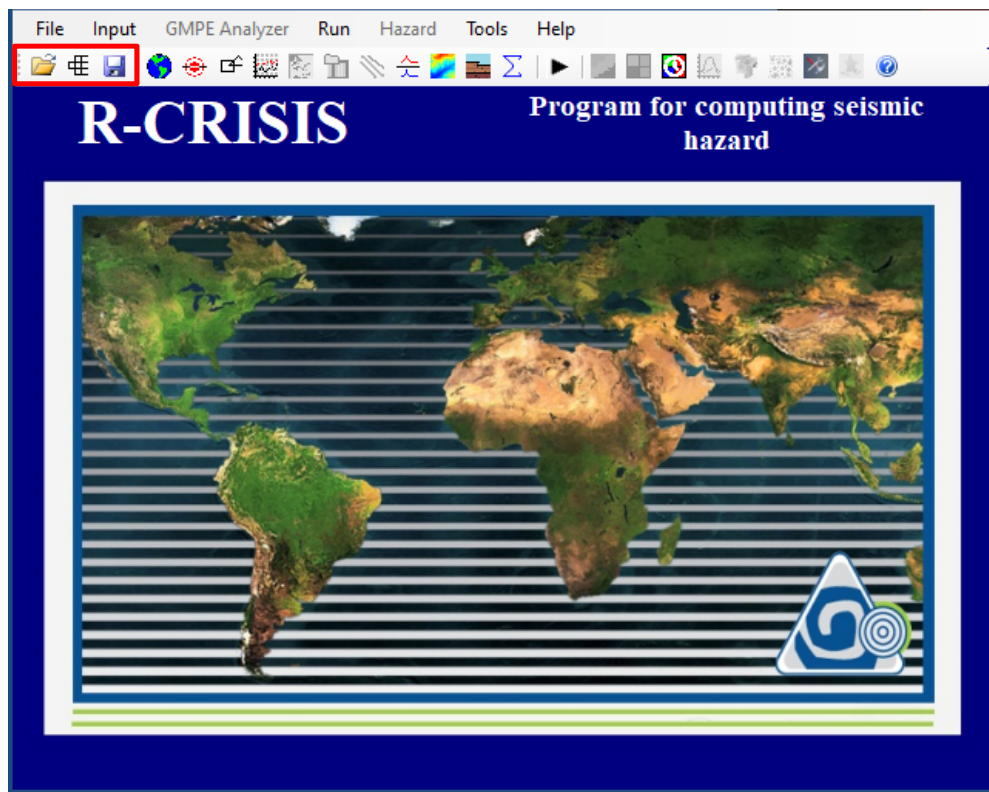 File Input GMPE Analyzer Run Hazard Tools Help
R-CRISIS
Program for computing seismic
hazard